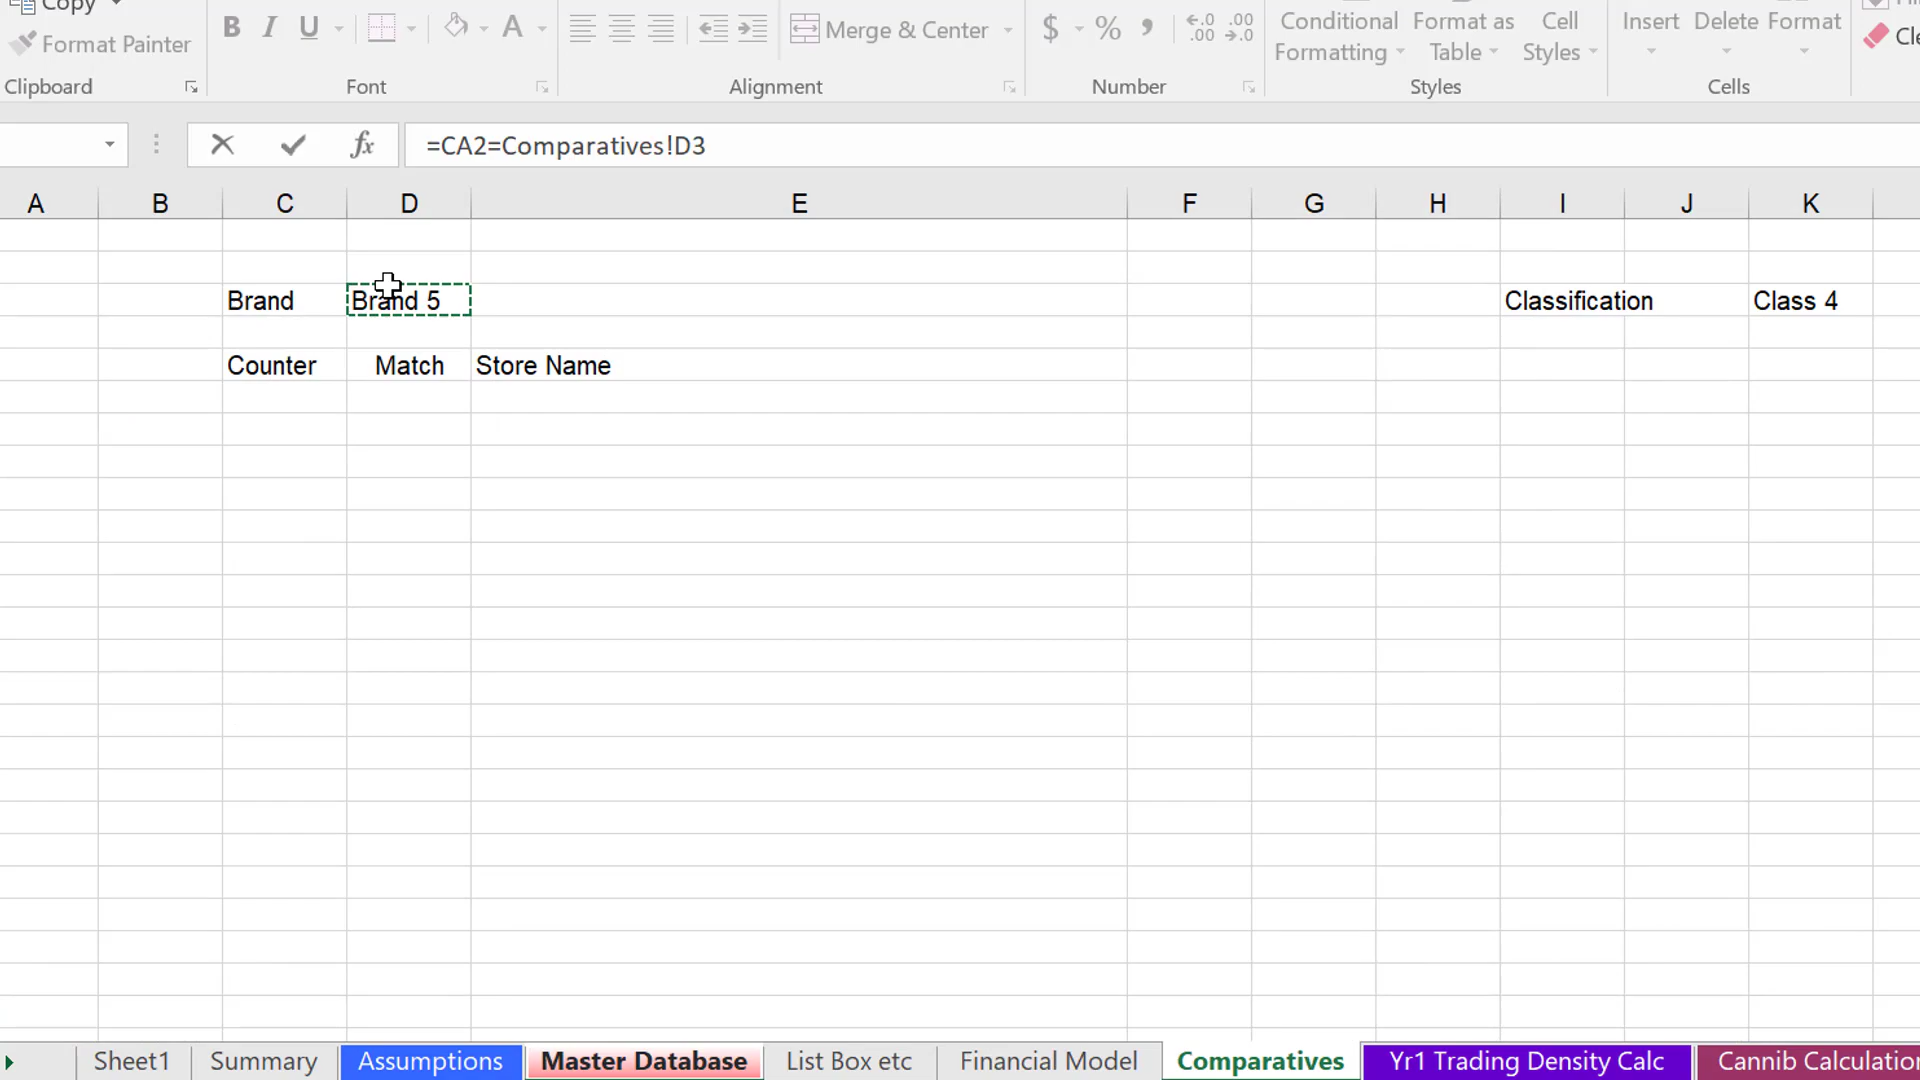 Copy
Format Painter
B I U A
Merge & Center
$ % ,
Conditional Formatting
Format as Table
Cell Styles
Insert Delete Format
Clipboard Font Alignment Number Styles Cells
fx =CA2=Comparatives!D3
A B C D E F G H I J K
Brand Brand 5 Classification Class 4
Counter Match Store Name
Sheet1 Summary Assumptions Master Database List Box etc Financial Model Comparatives Yr1 Trading Density Calc Cannib Calculatio